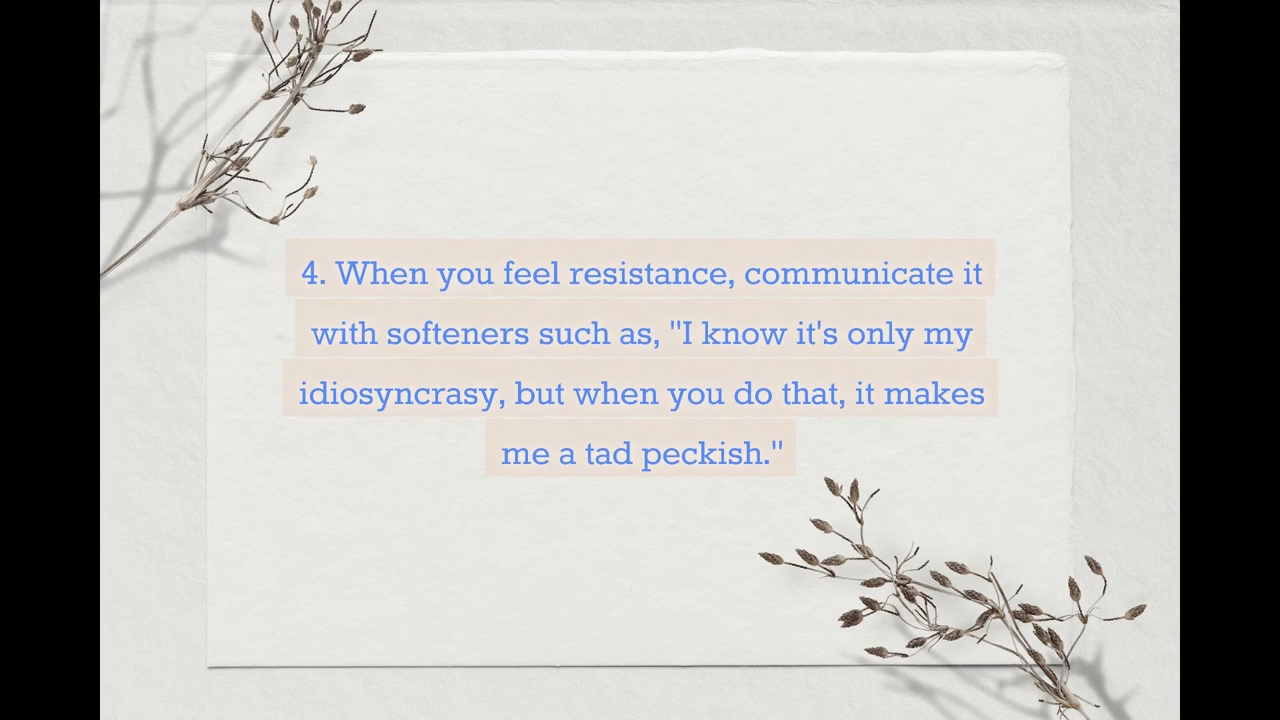 4. When you feel resistance, communicate it
with softeners such as, "I know it's only my
idiosyncrasy, but when you do that, it makes
me a tad peckish."